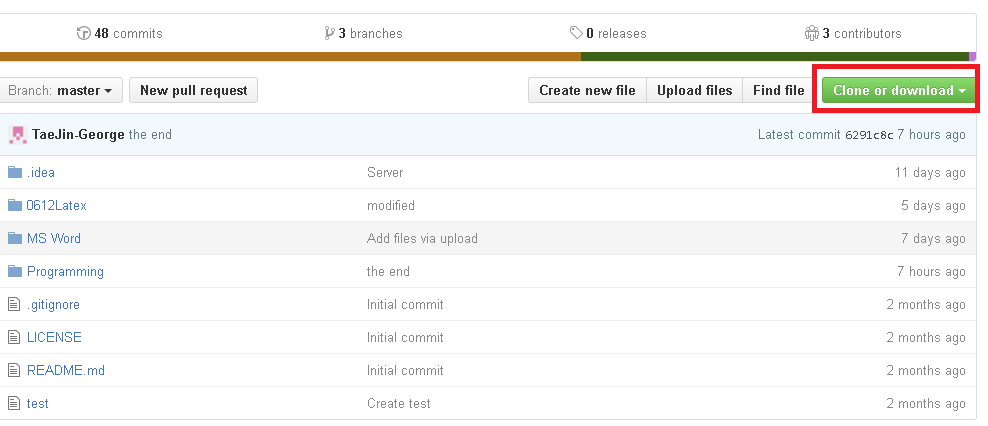 48 commits 3 branches 0 releases 3 contributors
Branch: master New pull request Create new file Upload files Find file Clone or download
TaeJin-George the end Latest commit 6291c8c 7 hours ago
.idea Server 11 days ago
0612Latex modified 5 days ago
MS Word Add files via upload 7 days ago
Programming the end 7 hours ago
.gitignore Initial commit 2 months ago
LICENSE Initial commit 2 months ago
README.md Initial commit 2 months ago
test Create test 2 months ago